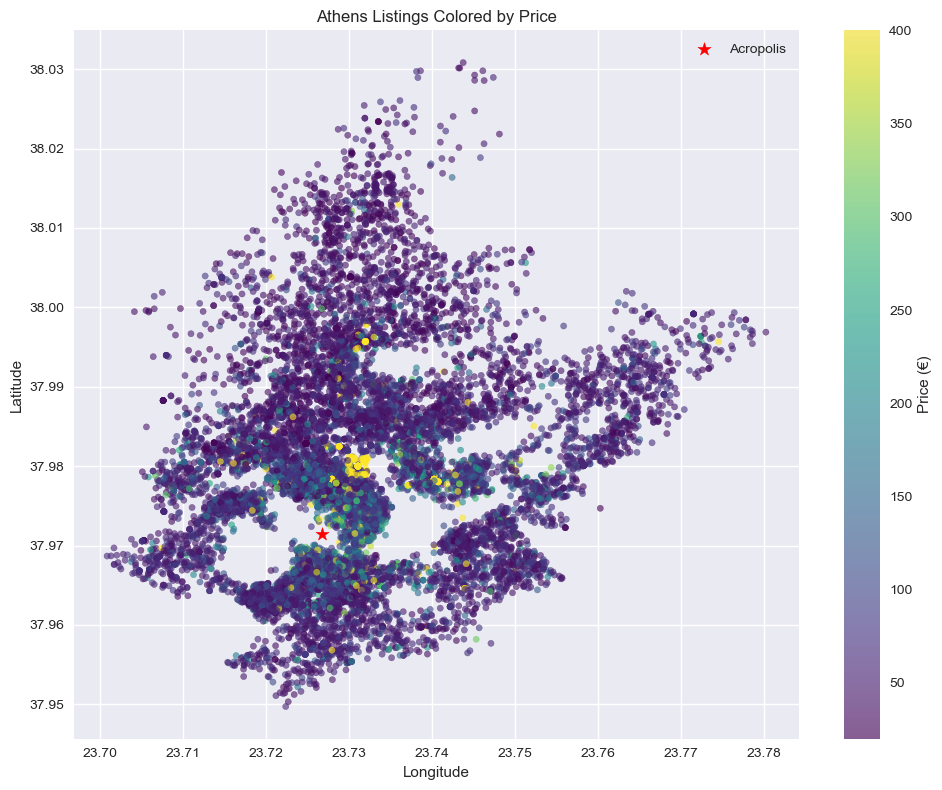 Athens Listings Colored by Price
Acropolis
38.03
38.02
38.01
38.00
37.99
37.98
37.97
37.96
37.95
Latitude
23.70 23.71 23.72 23.73 23.74 23.75 23.76 23.77 23.78
Longitude
400
350
300
250
200
150
100
50
Price (€)